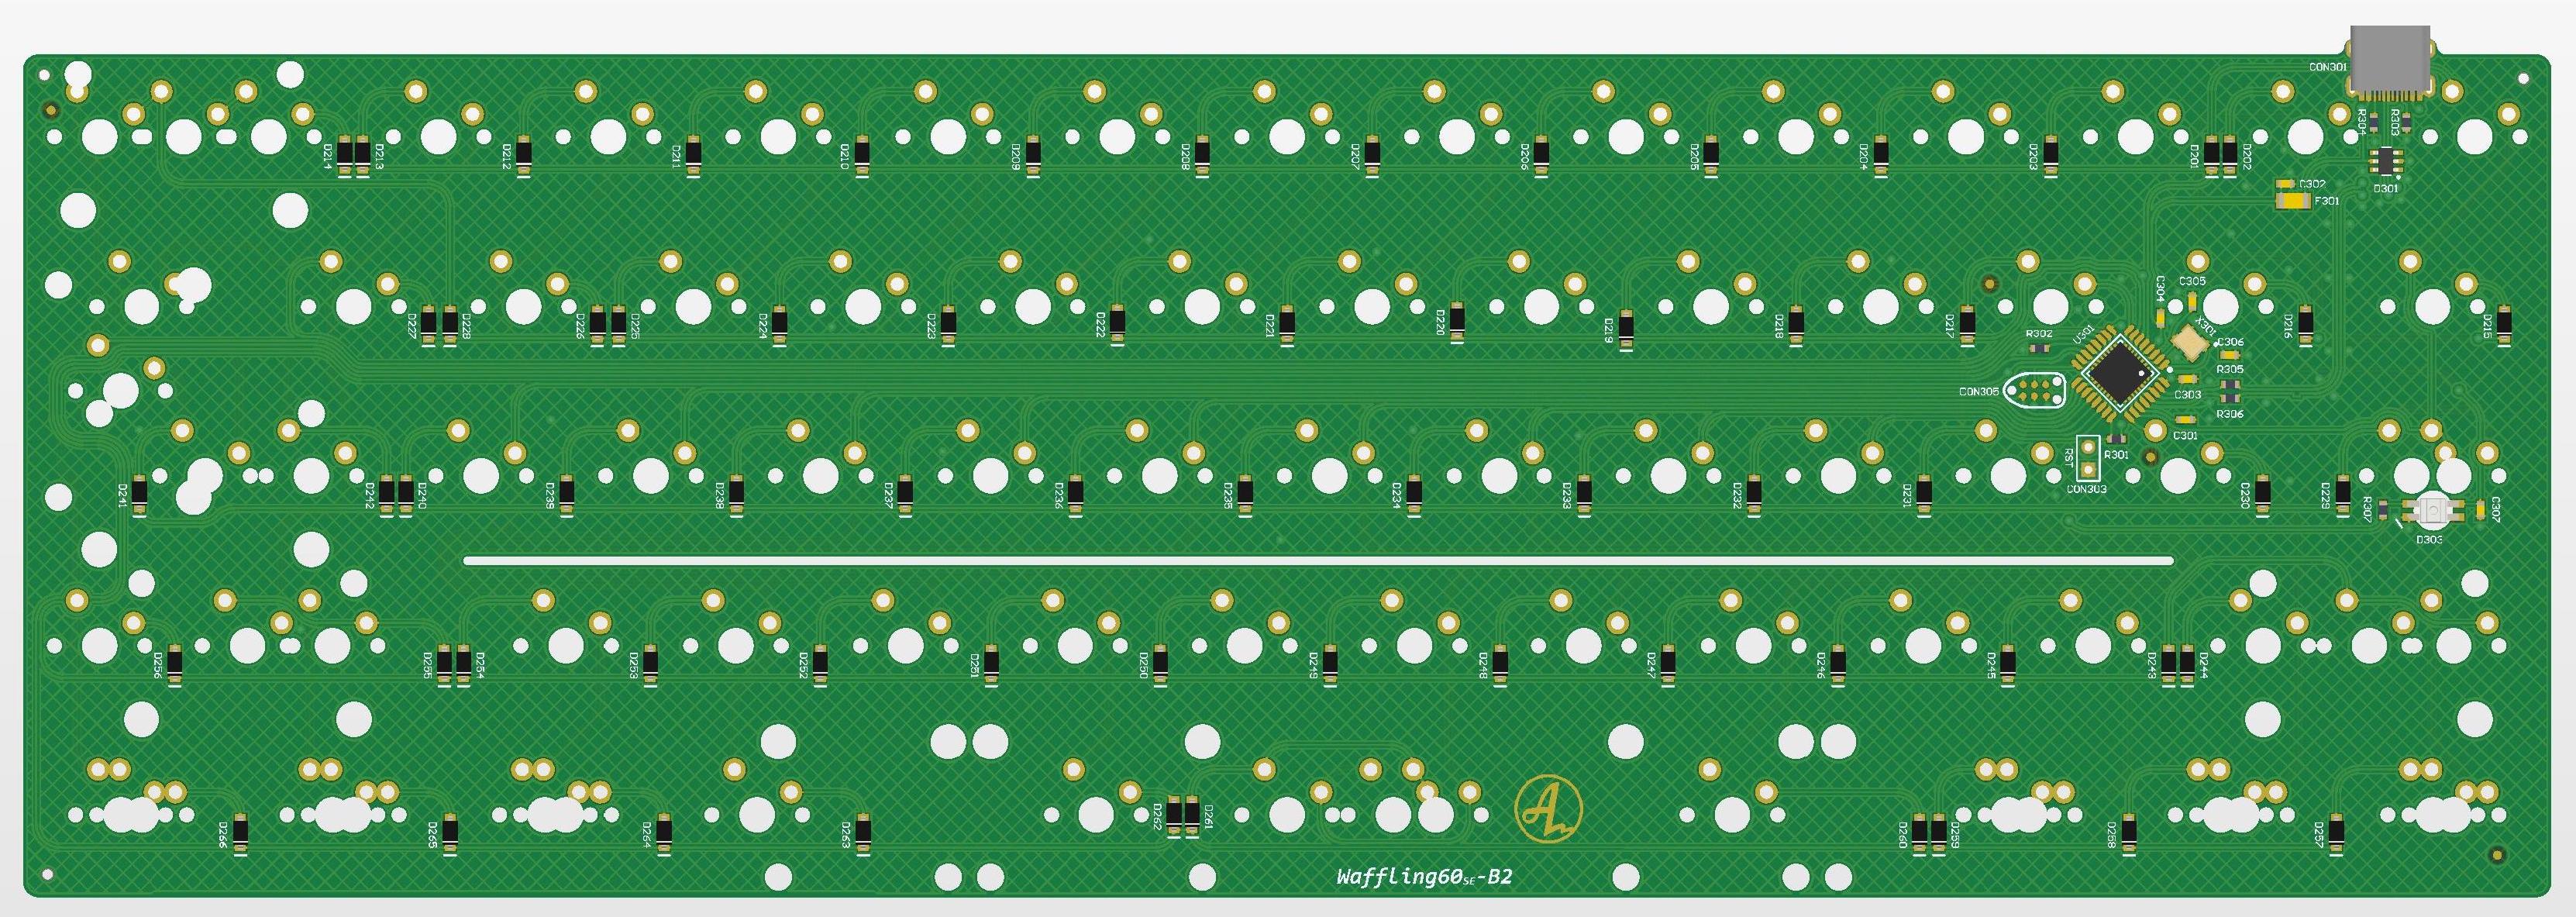 CON301
R304 R303
D214 D213 D212 D211 D210 D209 D208 D207 D206 D205 D204 D203 D201 D202
D301
C302
F301
C304 C305
D227 D228 D226 D225 D224 D223 D222 D221 D220 D219 D218 D217 D216 D215
R302 U301 X301 C306
R305
CON305 C303
R306
C301
RST R301
CON303
D241 D242 D240 D239 D238 D237 D236 D235 D234 D233 D232 D231 D230 D229 R307 C307
D303
D256 D255 D254 D253 D252 D251 D250 D249 D248 D247 D246 D245 D243 D244
D266 D265 D264 D263 D262 D261 D260 D259 D258 D257
Waffling60SE-B2